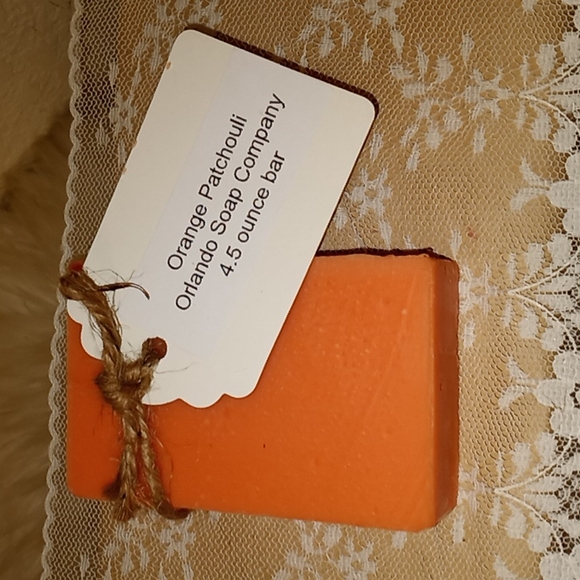 Orange Patchouli
Orlando Soap Company
4.5 ounce bar